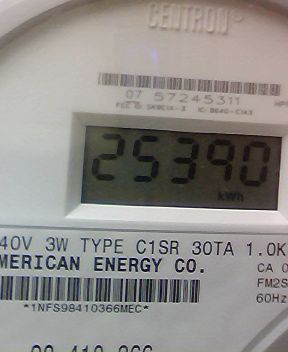 CENTRON®
07 57245311
25390
kWh
40V 3W TYPE C1SR 30TA 1.0K
MERICAN ENERGY CO.
CA 0
FM2S
60Hz
*1NFS98410366MEC*